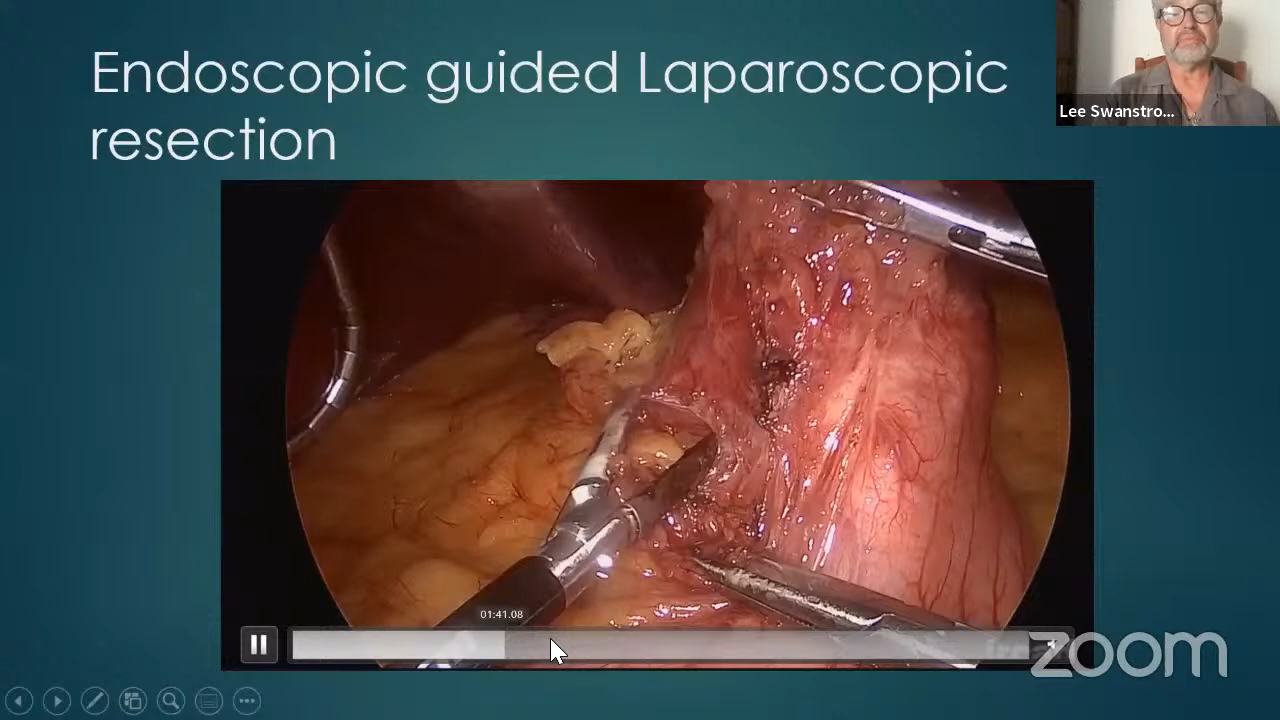 Endoscopic guided Laparoscopic
resection
Lee Swanstro...
01:41.08
zoom